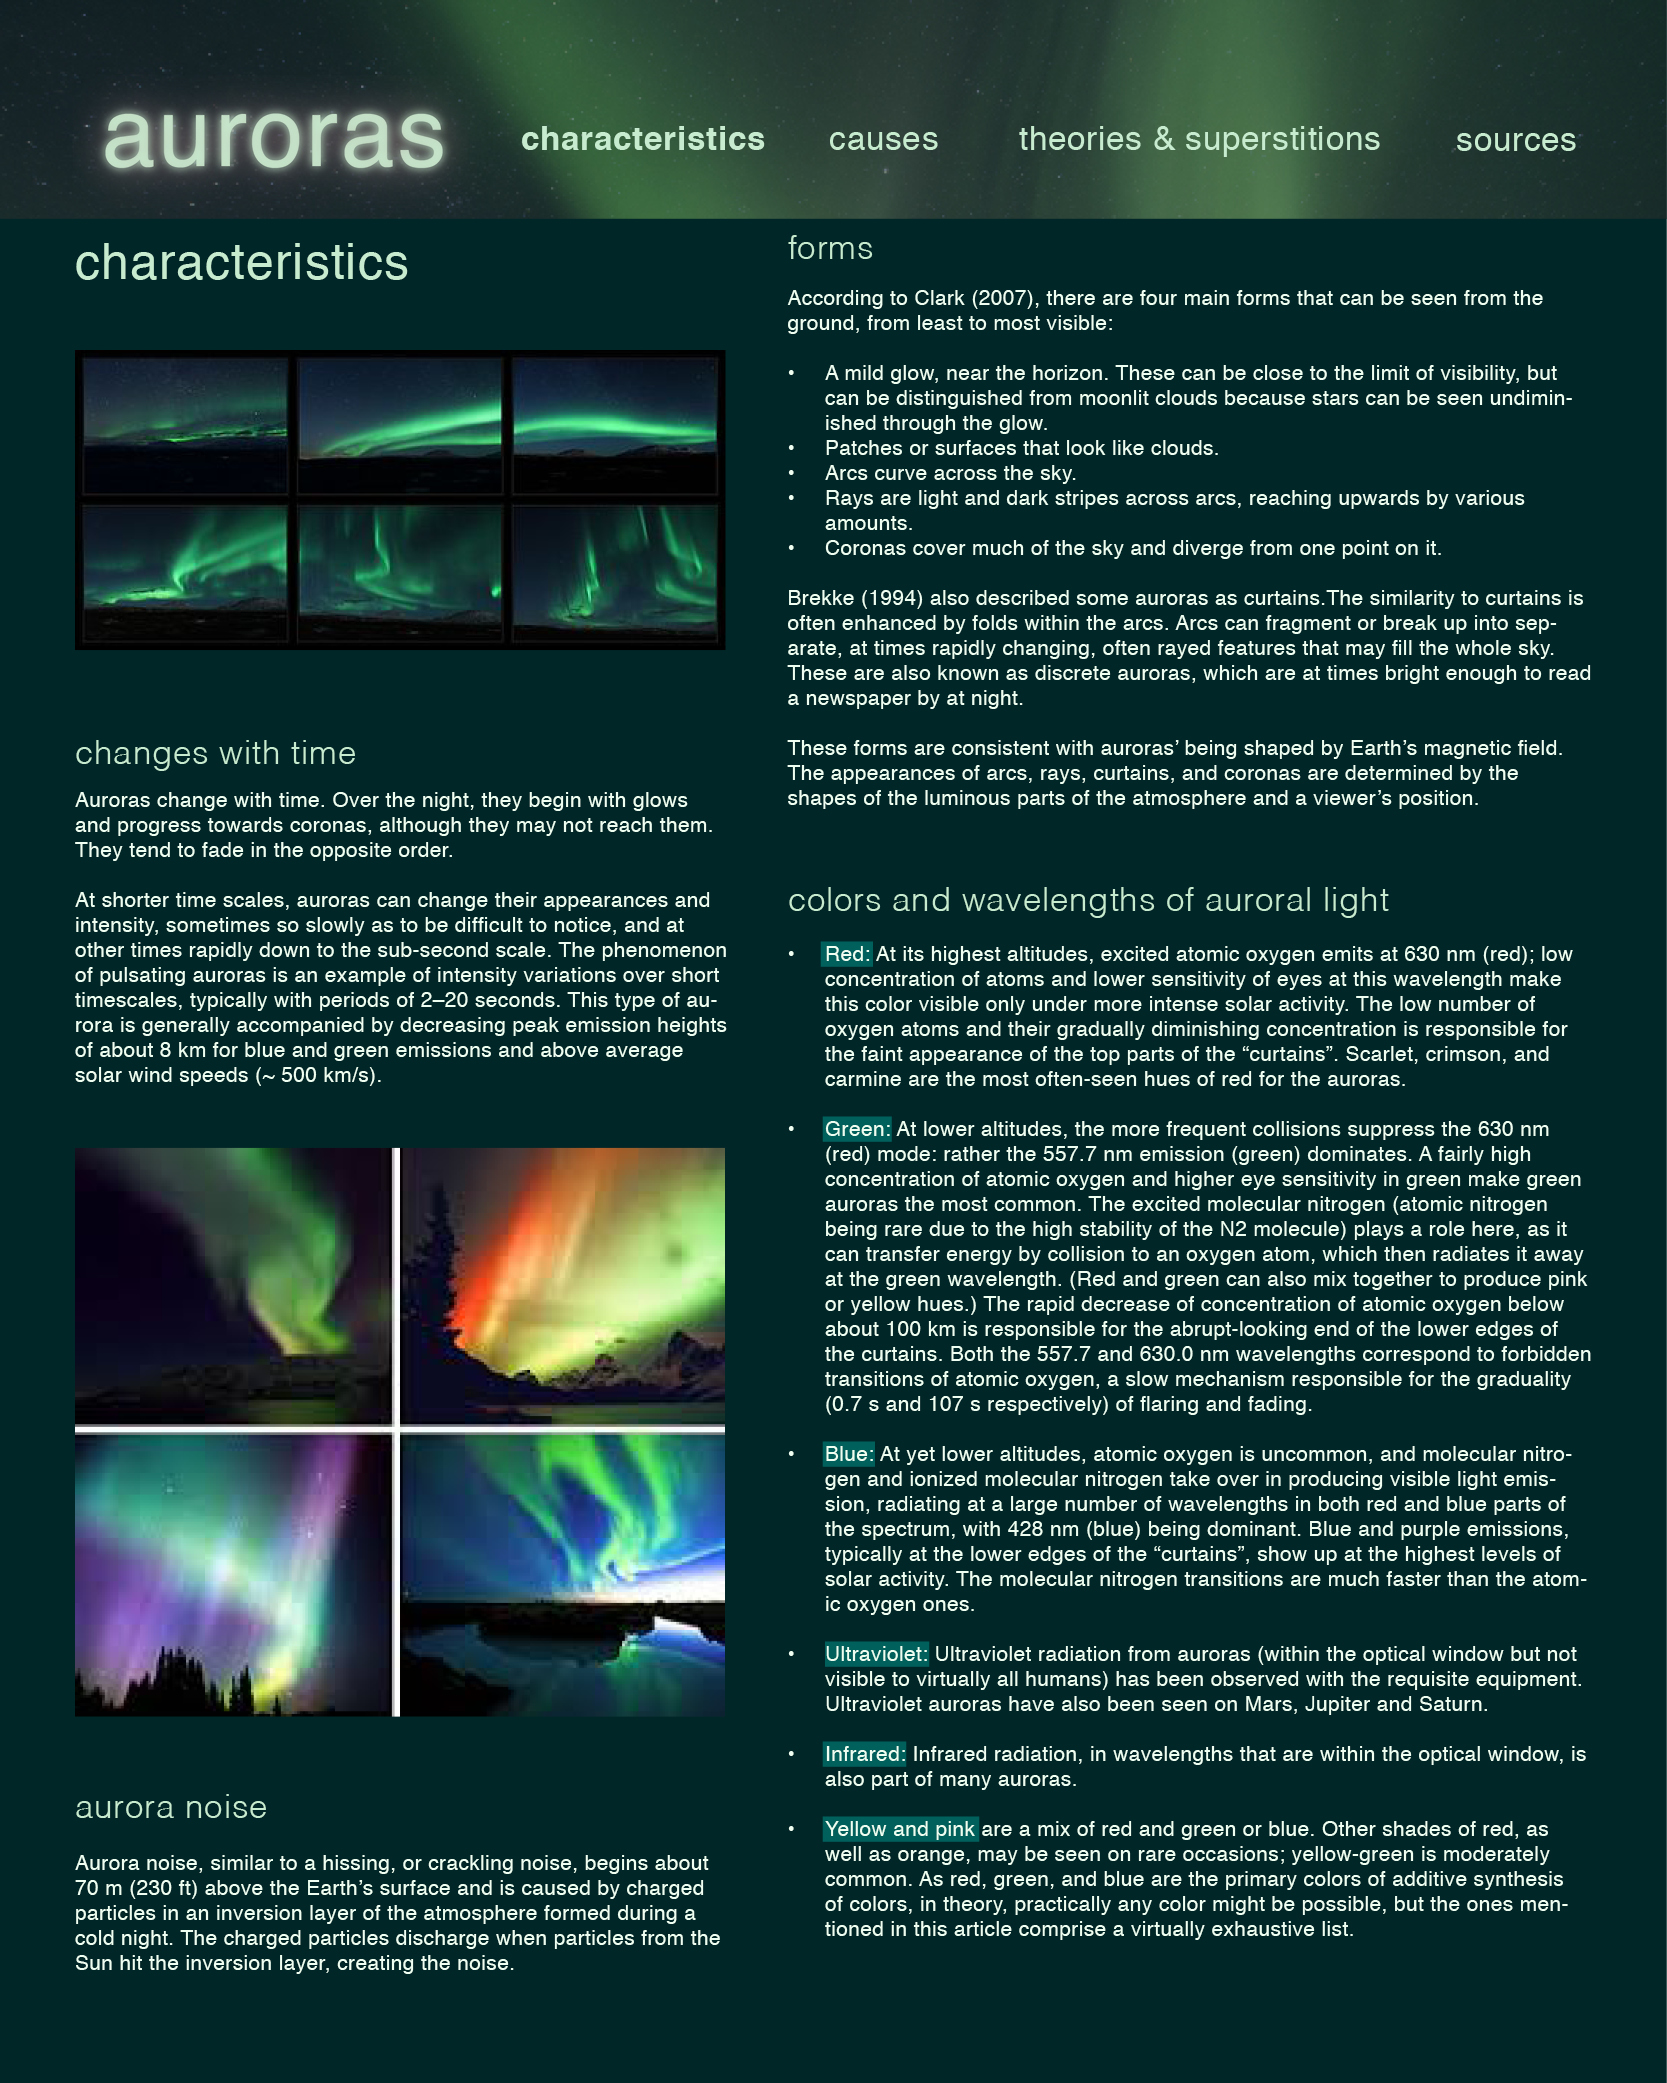 auroras
characteristics
causes
theories & superstitions
sources
characteristics
changes with time
Auroras change with time. Over the night, they begin with glows
and progress towards coronas, although they may not reach them.
They tend to fade in the opposite order.
At shorter time scales, auroras can change their appearances and
intensity, sometimes so slowly as to be difficult to notice, and at
other times rapidly down to the sub-second scale. The phenomenon
of pulsating auroras is an example of intensity variations over short
timescales, typically with periods of 2–20 seconds. This type of au-
rora is generally accompanied by decreasing peak emission heights
of about 8 km for blue and green emissions and above average
solar wind speeds (~ 500 km/s).
aurora noise
Aurora noise, similar to a hissing, or crackling noise, begins about
70 m (230 ft) above the Earth's surface and is caused by charged
particles in an inversion layer of the atmosphere formed during a
cold night. The charged particles discharge when particles from the
Sun hit the inversion layer, creating the noise.
forms
According to Clark (2007), there are four main forms that can be seen from the
ground, from least to most visible:
• A mild glow, near the horizon. These can be close to the limit of visibility, but
can be distinguished from moonlit clouds because stars can be seen undimin-
ished through the glow.
• Patches or surfaces that look like clouds.
• Arcs curve across the sky.
• Rays are light and dark stripes across arcs, reaching upwards by various
amounts.
• Coronas cover much of the sky and diverge from one point on it.
Brekke (1994) also described some auroras as curtains.The similarity to curtains is
often enhanced by folds within the arcs. Arcs can fragment or break up into sep-
arate, at times rapidly changing, often rayed features that may fill the whole sky.
These are also known as discrete auroras, which are at times bright enough to read
a newspaper by at night.
These forms are consistent with auroras’ being shaped by Earth’s magnetic field.
The appearances of arcs, rays, curtains, and coronas are determined by the
shapes of the luminous parts of the atmosphere and a viewer’s position.
colors and wavelengths of auroral light
• Red: At its highest altitudes, excited atomic oxygen emits at 630 nm (red); low
concentration of atoms and lower sensitivity of eyes at this wavelength make
this color visible only under more intense solar activity. The low number of
oxygen atoms and their gradually diminishing concentration is responsible for
the faint appearance of the top parts of the “curtains”. Scarlet, crimson, and
carmine are the most often-seen hues of red for the auroras.
• Green: At lower altitudes, the more frequent collisions suppress the 630 nm
(red) mode: rather the 557.7 nm emission (green) dominates. A fairly high
concentration of atomic oxygen and higher eye sensitivity in green make green
auroras the most common. The excited molecular nitrogen (atomic nitrogen
being rare due to the high stability of the N2 molecule) plays a role here, as it
can transfer energy by collision to an oxygen atom, which then radiates it away
at the green wavelength. (Red and green can also mix together to produce pink
or yellow hues.) The rapid decrease of concentration of atomic oxygen below
about 100 km is responsible for the abrupt-looking end of the lower edges of
the curtains. Both the 557.7 and 630.0 nm wavelengths correspond to forbidden
transitions of atomic oxygen, a slow mechanism responsible for the graduality
(0.7 s and 107 s respectively) of flaring and fading.
• Blue: At yet lower altitudes, atomic oxygen is uncommon, and molecular nitro-
gen and ionized molecular nitrogen take over in producing visible light emis-
sion, radiating at a large number of wavelengths in both red and blue parts of
the spectrum, with 428 nm (blue) being dominant. Blue and purple emissions,
typically at the lower edges of the “curtains”, show up at the highest levels of
solar activity. The molecular nitrogen transitions are much faster than the atom-
ic oxygen ones.
• Ultraviolet: Ultraviolet radiation from auroras (within the optical window but not
visible to virtually all humans) has been observed with the requisite equipment.
Ultraviolet auroras have also been seen on Mars, Jupiter and Saturn.
• Infrared: Infrared radiation, in wavelengths that are within the optical window, is
also part of many auroras.
• Yellow and pink are a mix of red and green or blue. Other shades of red, as
well as orange, may be seen on rare occasions; yellow-green is moderately
common. As red, green, and blue are the primary colors of additive synthesis
of colors, in theory, practically any color might be possible, but the ones men-
tioned in this article comprise a virtually exhaustive list.